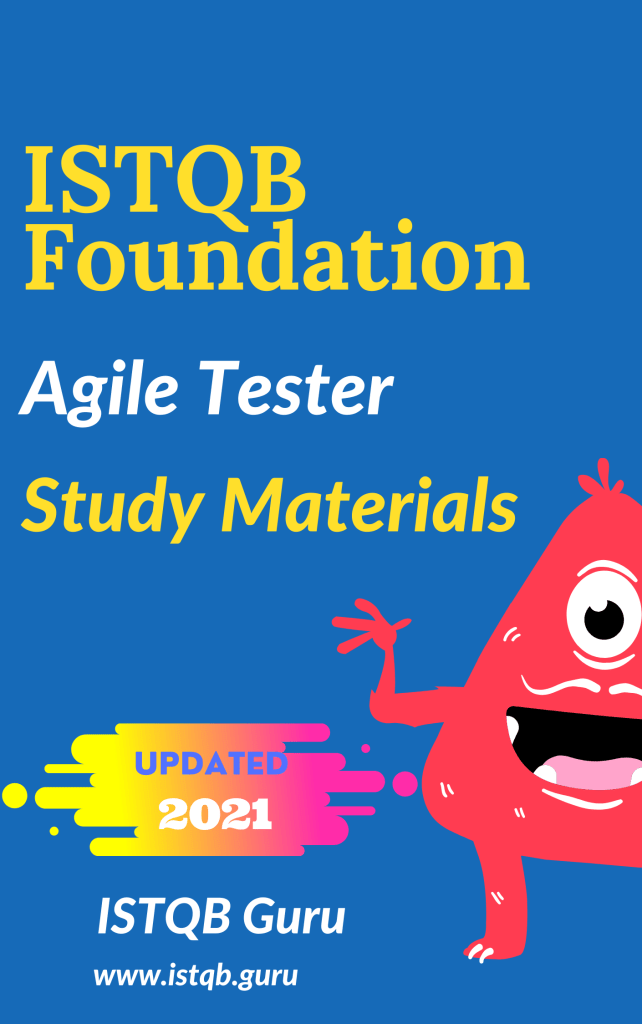 ISTQB
Foundation
Agile Tester
Study Materials
UPDATED
2021
ISTQB Guru
www.istqb.guru